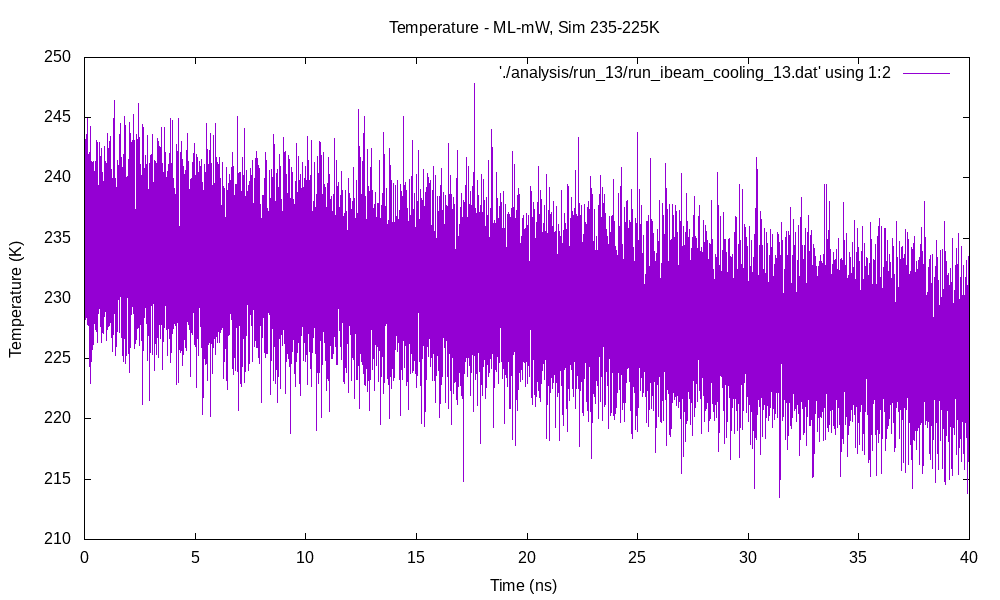 Temperature - ML-mW, Sim 235-225K
'./analysis/run_13/run_ibeam_cooling_13.dat' using 1:2
250
245
240
235
230
225
220
215
210
Temperature (K)
0 5 10 15 20 25 30 35 40
Time (ns)